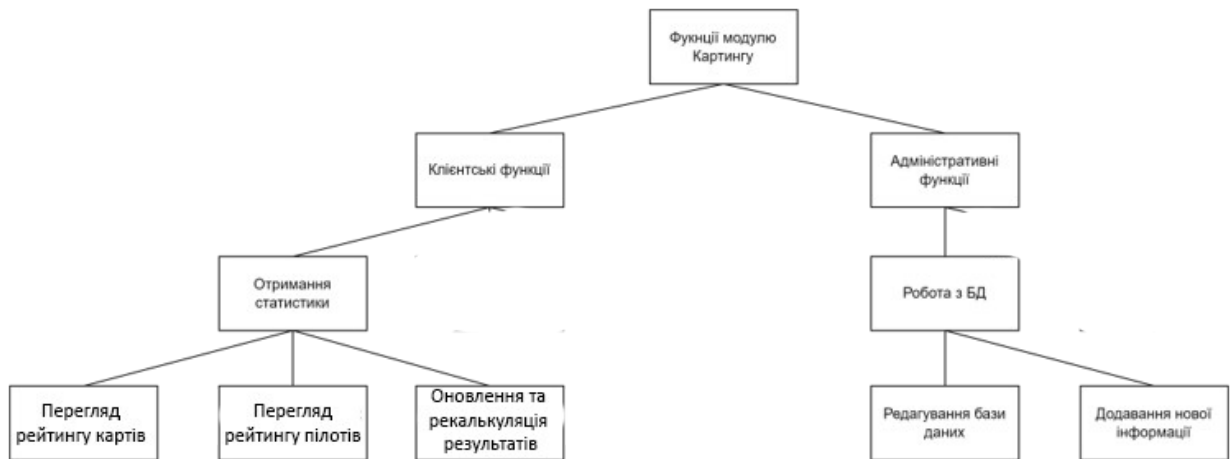 Фукнції модулю
Картингу
Клієнтські функції
Адміністративні
функції
Отримання
статистики
Робота з БД
Перегляд
рейтингу картів
Перегляд
рейтингу пілотів
Оновлення та
рекалькуляція
результатів
Редагування бази
даних
Додавання нової
інформації